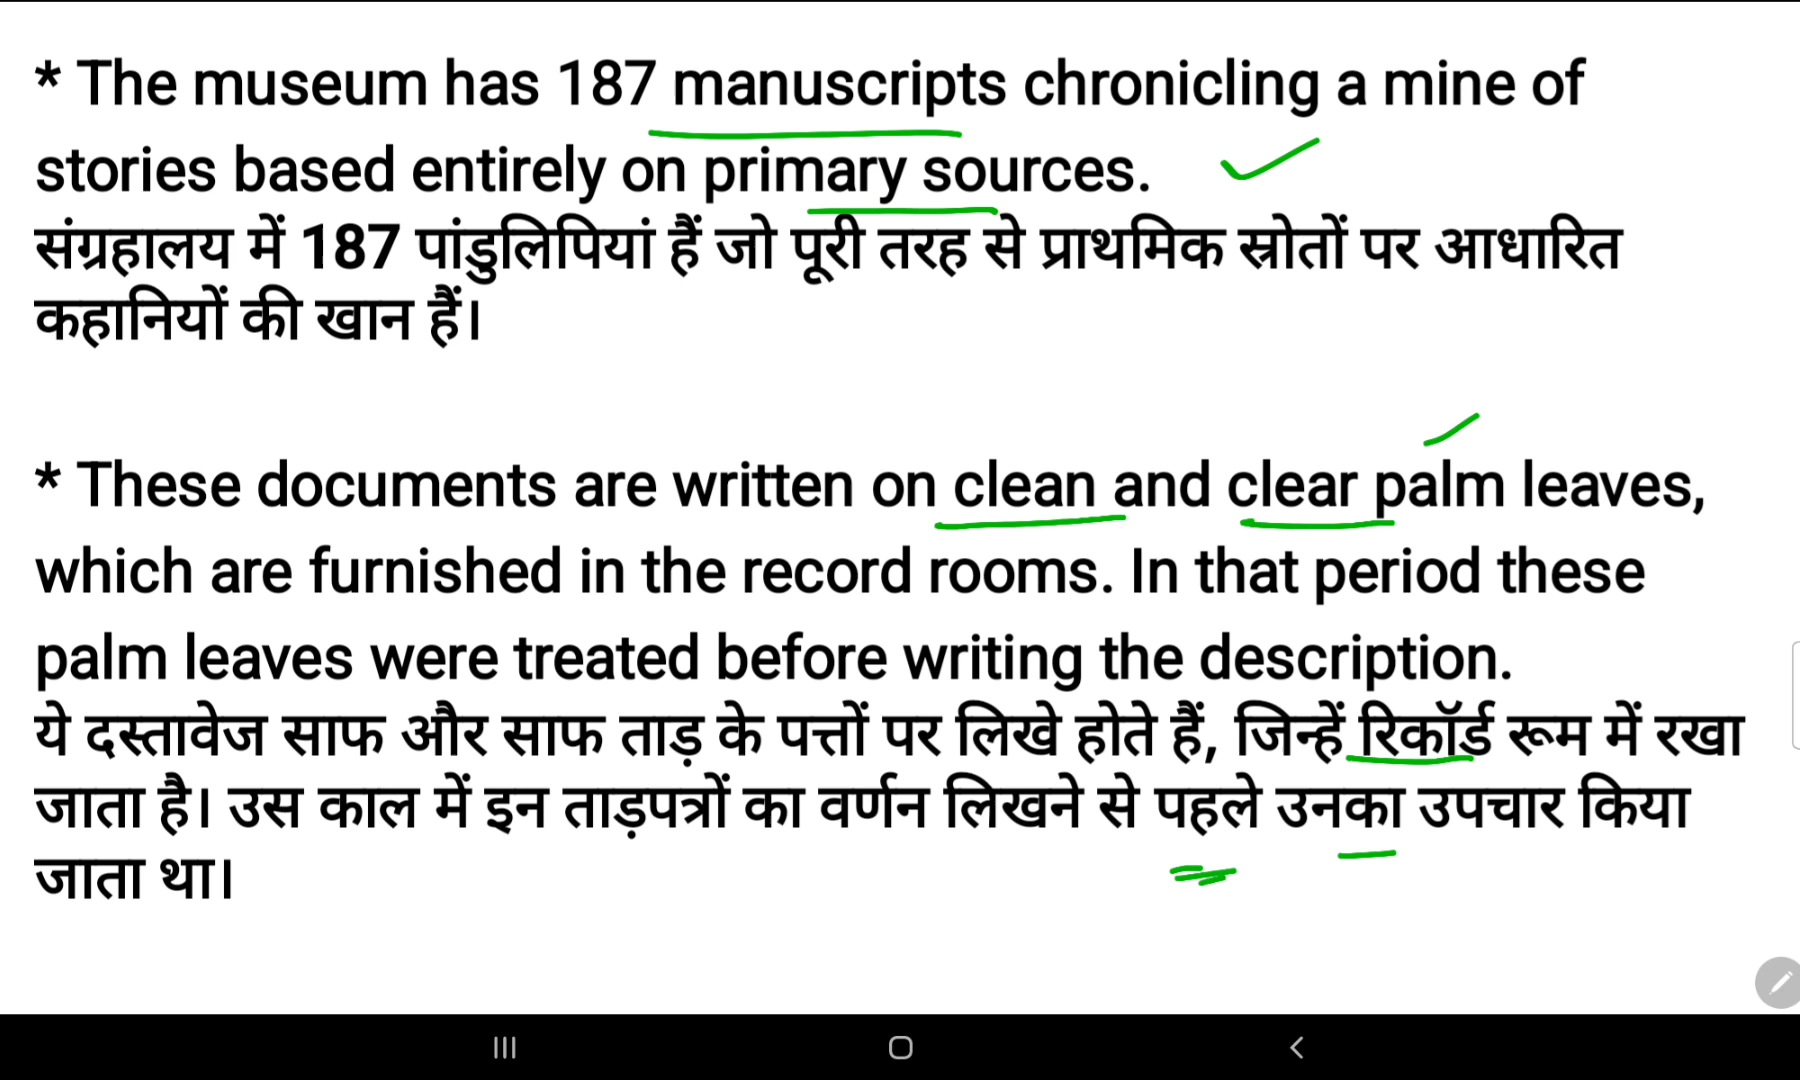 * The museum has 187 manuscripts chronicling a mine of
stories based entirely on primary sources.
संग्रहालय में 187 पांडुलिपियां हैं जो पूरी तरह से प्राथमिक स्रोतों पर आधारित
कहानियों की खान हैं।
* These documents are written on clean and clear palm leaves,
which are furnished in the record rooms. In that period these
palm leaves were treated before writing the description.
ये दस्तावेज साफ और साफ ताड़ के पत्तों पर लिखे होते हैं, जिन्हें रिकॉर्ड रूम में रखा
जाता है। उस काल में इन ताड़पत्रों का वर्णन लिखने से पहले उनका उपचार किया
जाता था।